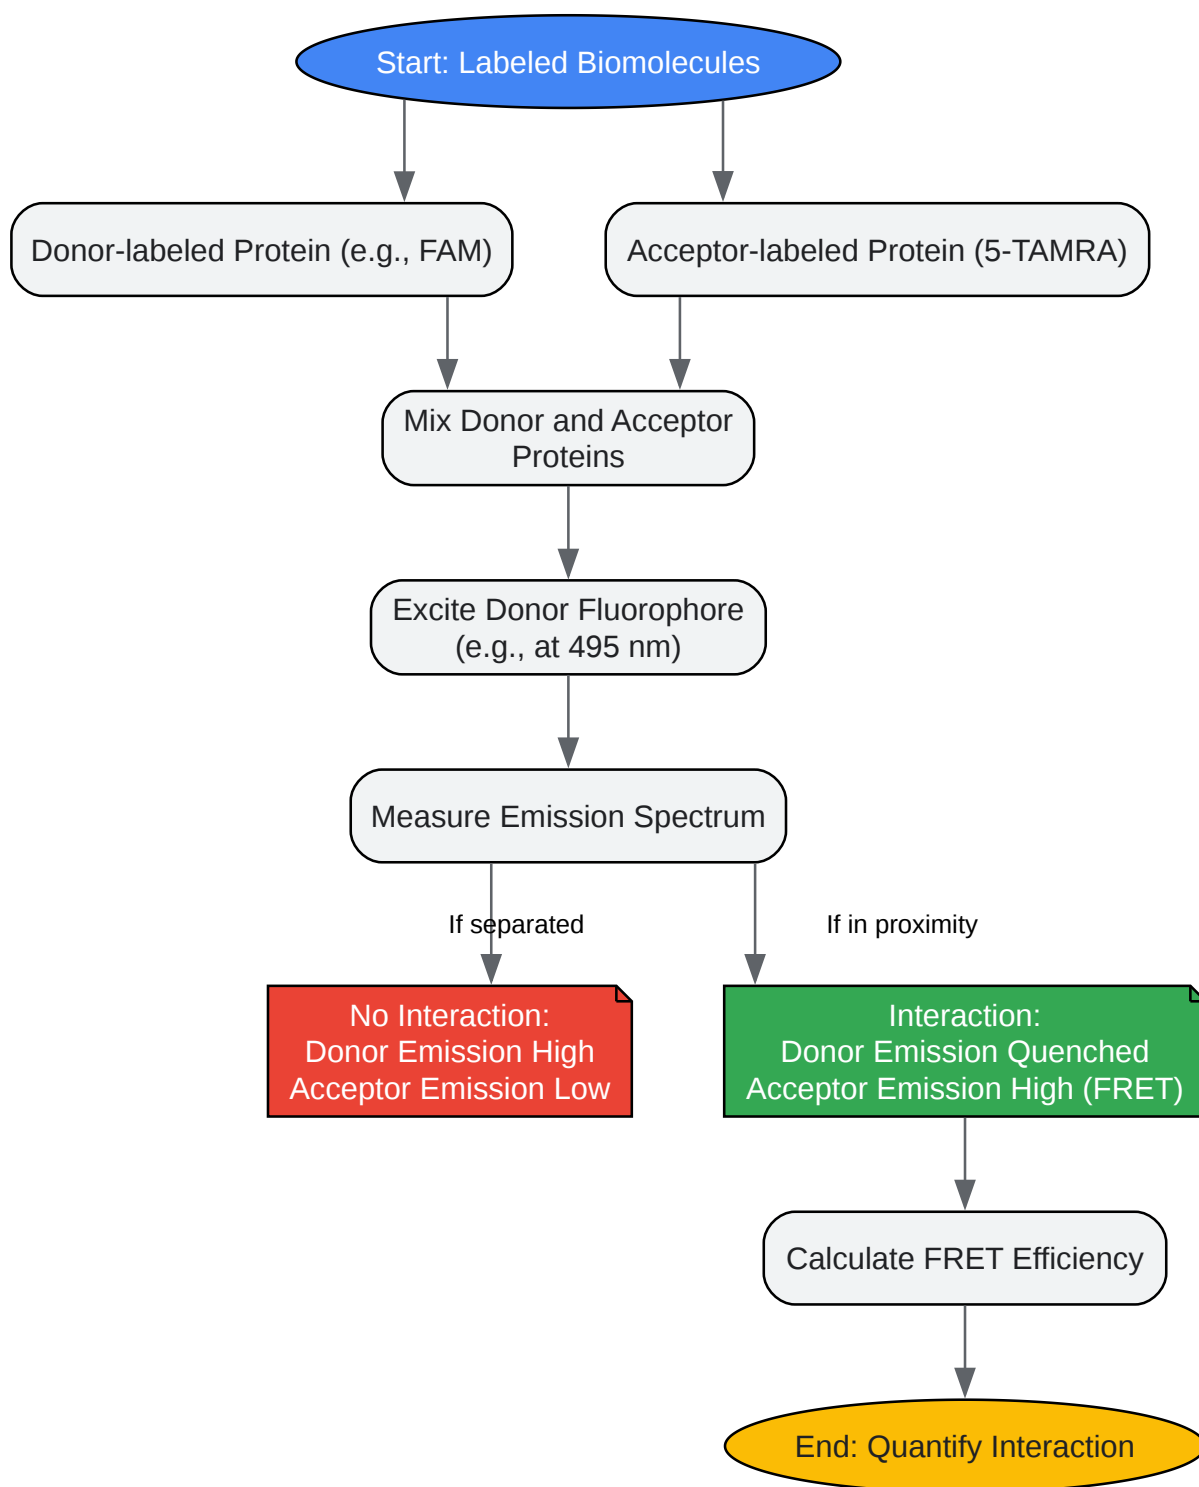 Start: Labeled Biomolecules
Donor-labeled Protein (e.g., FAM)
Acceptor-labeled Protein (5-TAMRA)
Mix Donor and Acceptor
Proteins
Excite Donor Fluorophore
(e.g., at 495 nm)
Measure Emission Spectrum
If separated
If in proximity
No Interaction:
Donor Emission High
Acceptor Emission Low
Interaction:
Donor Emission Quenched
Acceptor Emission High (FRET)
Calculate FRET Efficiency
End: Quantify Interaction